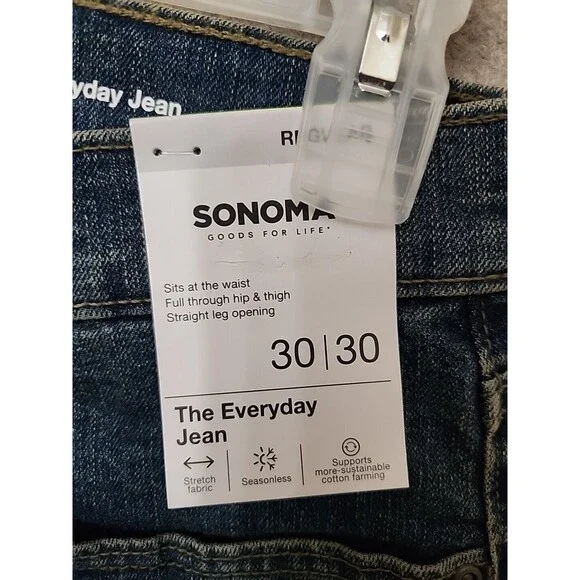 yday Jean
SONOMA
GOODS FOR LIFE
Sits at the waist
Full through hip & thigh
Straight leg opening
30|30
The Everyday
Jean
Stretch
fabric
Seasonless
Supports
more-sustainable
cotton farming